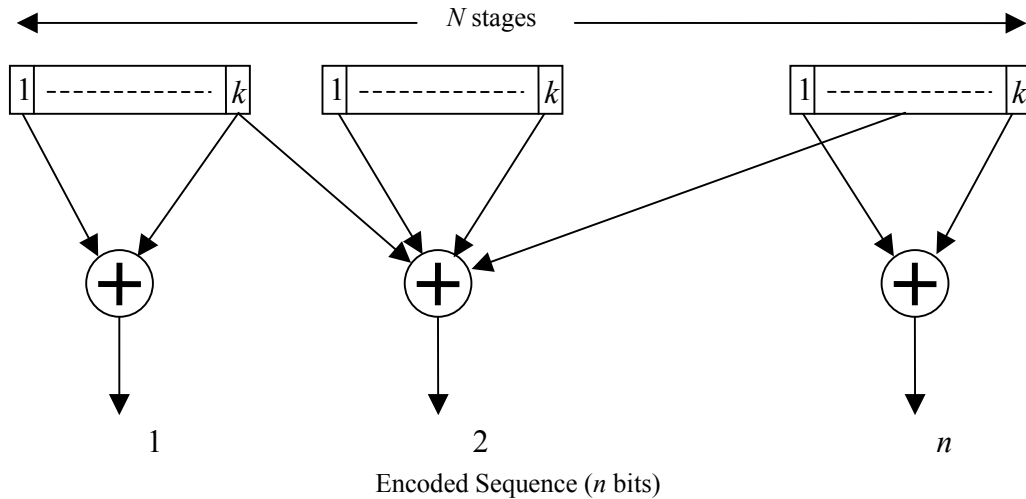 N stages
1 k 1 k 1 k
1 2 n
Encoded Sequence (n bits)